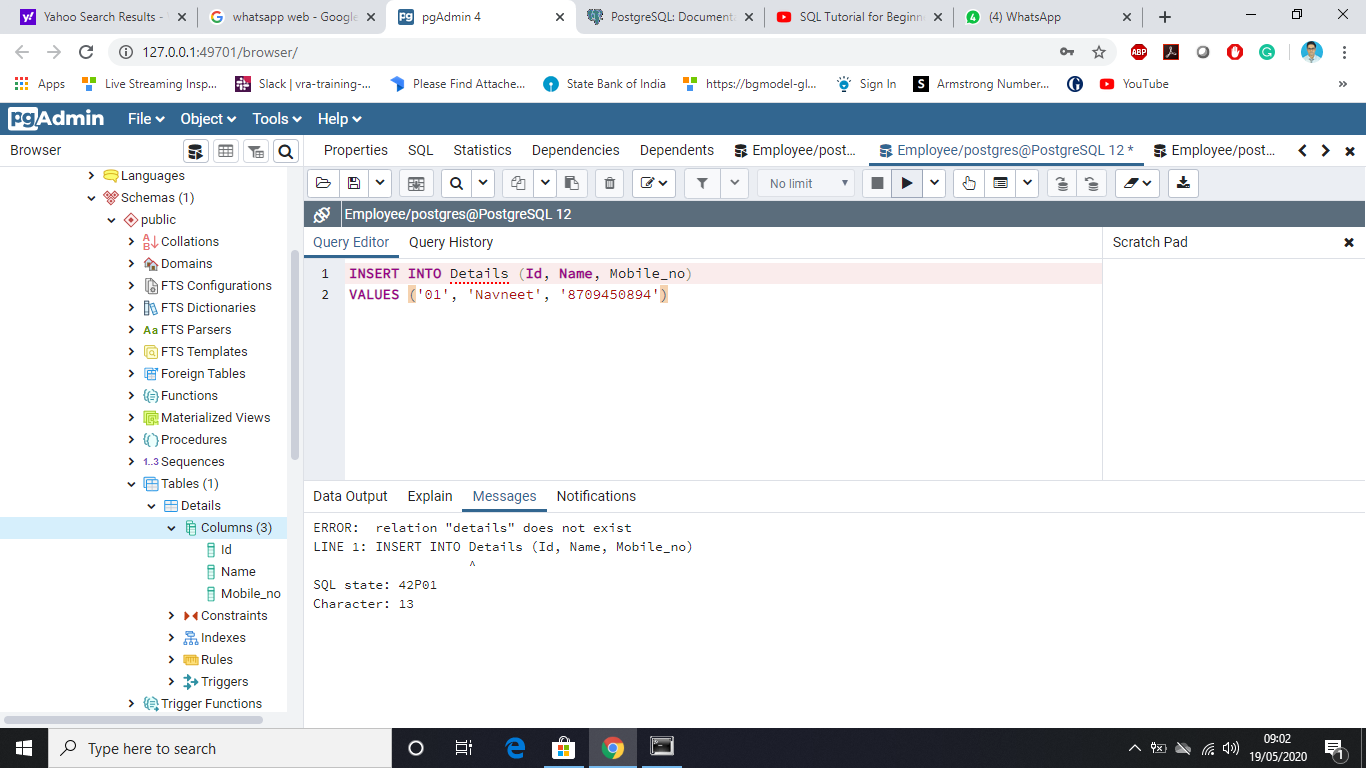 Yahoo Search Results -
whatsapp web - Google
pgAdmin 4
PostgreSQL: Documenta
SQL Tutorial for Beginn
(4) WhatsApp
127.0.0.1:49701/browser/
ABP
Apps
Live Streaming Insp...
Slack | vra-training-...
Please Find Attache...
State Bank of India
https://bgmodel-gl...
Sign In
S
Armstrong Number...
YouTube
pgAdmin
File
Object
Tools
Help
Browser
Properties
SQL
Statistics
Dependencies
Dependents
Employee/post...
Employee/postgres@PostgreSQL 12 *
Employee/post...
No limit
Employee/postgres@PostgreSQL 12
Query Editor
Query History
Scratch Pad
1 INSERT INTO Details (Id, Name, Mobile_no)
2 VALUES ('01', 'Navneet', '8709450894')
Languages
Schemas (1)
public
Collations
Domains
FTS Configurations
FTS Dictionaries
Aa FTS Parsers
FTS Templates
Foreign Tables
Functions
Materialized Views
Procedures
1..3 Sequences
Tables (1)
Details
Columns (3)
Id
Name
Mobile_no
Constraints
Indexes
Rules
Triggers
Trigger Functions
Data Output
Explain
Messages
Notifications
ERROR:  relation "details" does not exist
LINE 1: INSERT INTO Details (Id, Name, Mobile_no)
^
SQL state: 42P01
Character: 13
Type here to search
09:02
19/05/2020
1